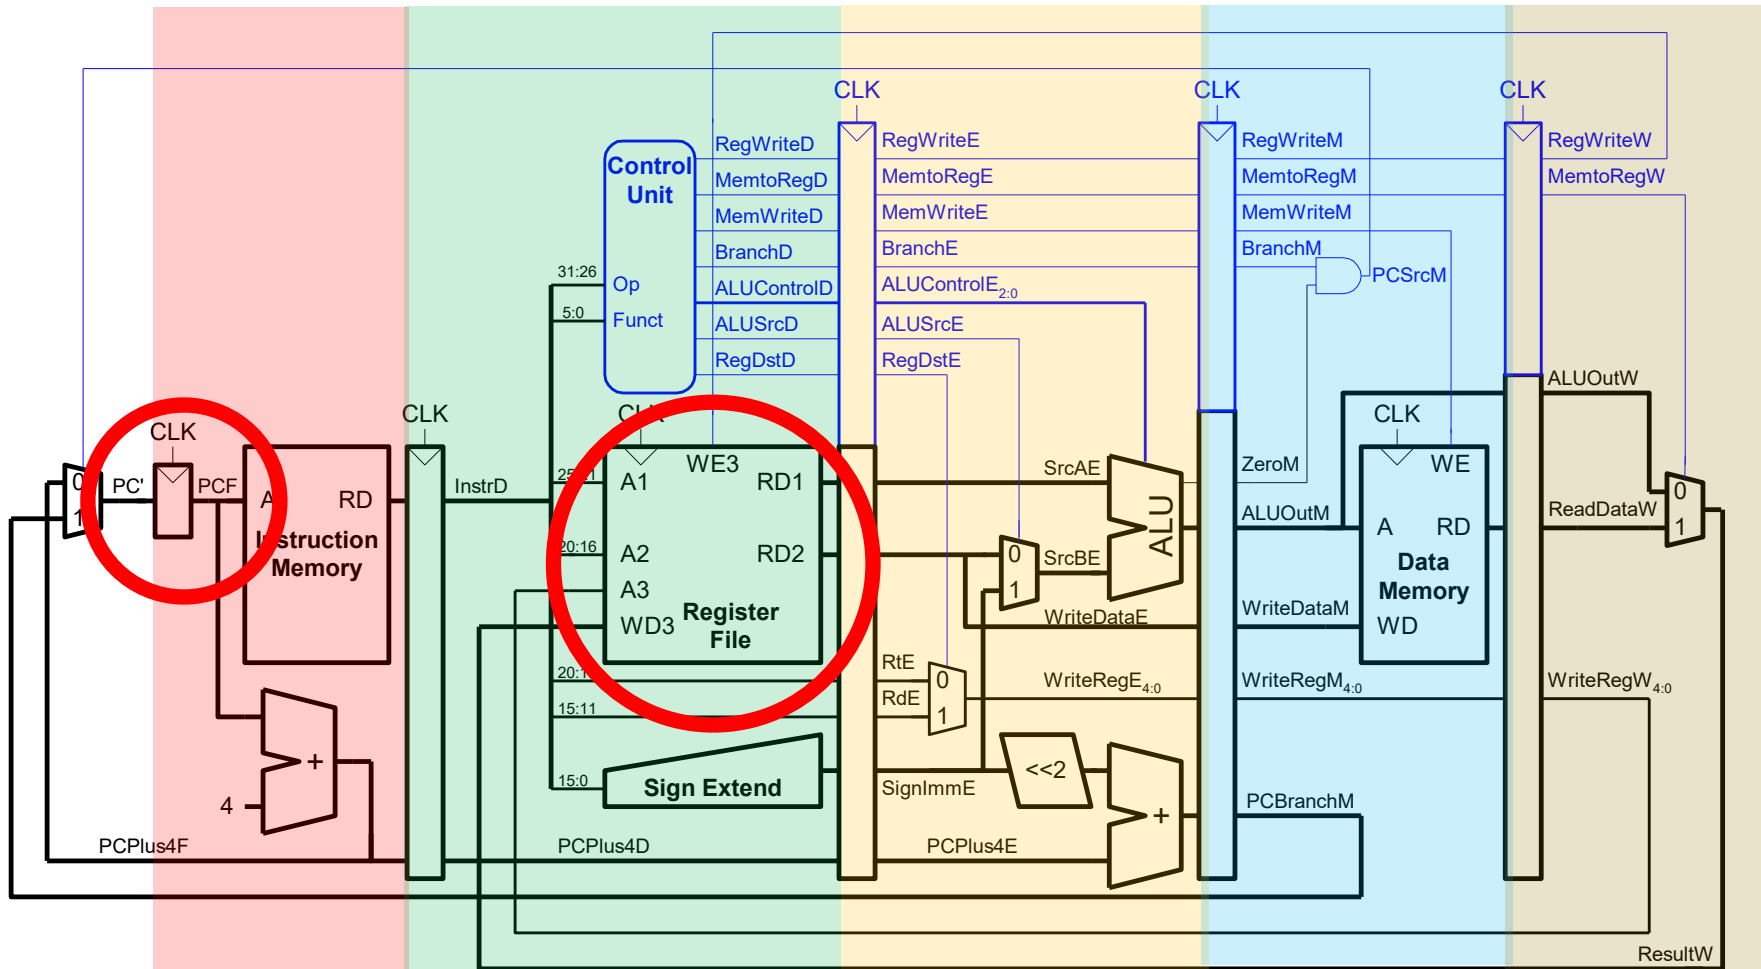 CLK
CLK
CLK
Control
Unit
RegWriteD
RegWriteE
RegWriteM
RegWriteW
MemtoRegD
MemtoRegE
MemtoRegM
MemtoRegW
MemWriteD
MemWriteE
MemWriteM
BranchD
BranchE
BranchM
PCSrcM
31:26
Op
ALUControlD
ALUControlE2:0
5:0
Funct
ALUSrcD
ALUSrcE
RegDstD
RegDstE
ALUOutW
CLK
CLK
CLK
CLK
0
1
PC'
PCF
A
RD
Instruction
Memory
InstrD
A1
WE3
RD1
20:16
A2
RD2
A3
WD3
Register
File
SrcAE
0
1
SrcBE
ALU
ZeroM
ALUOutM
WE
A
RD
Data
Memory
WD
ReadDataW
0
1
WriteDataE
WriteDataM
RtE
RdE
0
1
WriteRegE4:0
WriteRegM4:0
WriteRegW4:0
15:11
+
4
15:0
Sign Extend
SignImmE
<<2
+
PCBranchM
PCPlus4F
PCPlus4D
PCPlus4E
ResultW